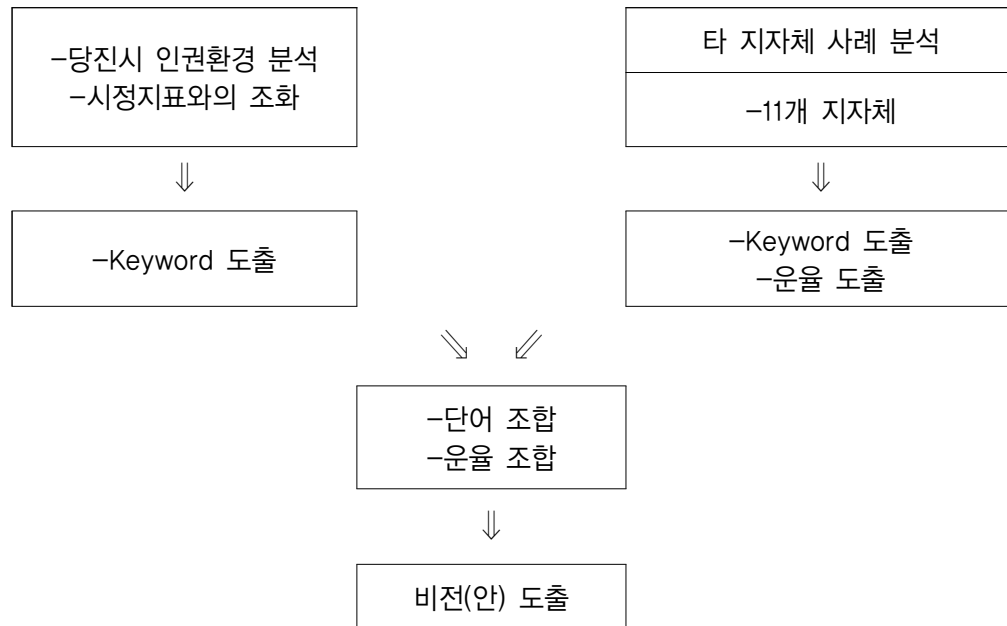 -당진시 인권환경 분석
-시정지표와의 조화
타 지자체 사례 분석
-11개 지자체
⇓
⇓
-Keyword 도출
-Keyword 도출
-운율 도출
-단어 조합
-운율 조합
⇓
비전(안) 도출